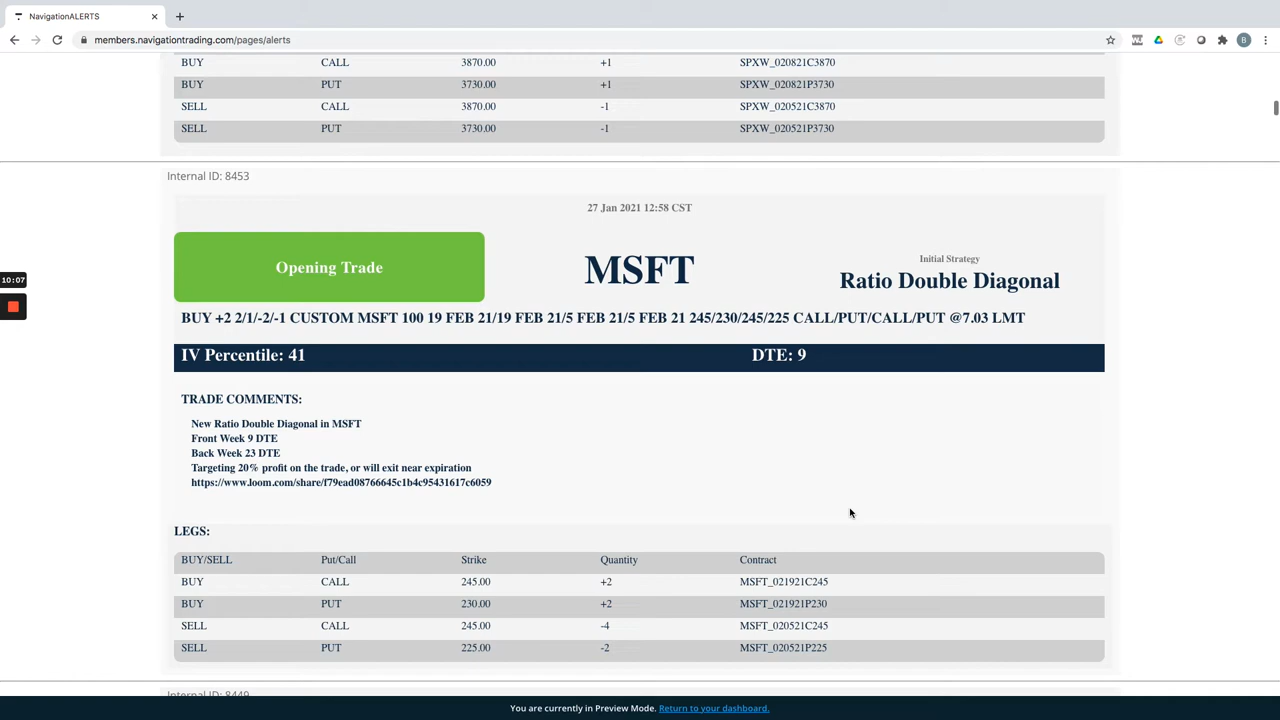 NavigationALERTS
members.navigationtrading.com/pages/alerts
B
BUY CALL 3870.00 +1 SPXW_020821C3870
BUY PUT 3730.00 +1 SPXW_020821P3730
SELL CALL 3870.00 -1 SPXW_020521C3870
SELL PUT 3730.00 -1 SPXW_020521P3730
Internal ID: 8453
27 Jan 2021 12:58 CST
Opening Trade
MSFT
Initial Strategy
Ratio Double Diagonal
10:07
BUY +2 2/1/-2/-1 CUSTOM MSFT 100 19 FEB 21/19 FEB 21/5 FEB 21/5 FEB 21 245/230/245/225 CALL/PUT/CALL/PUT @7.03 LMT
IV Percentile: 41 DTE: 9
TRADE COMMENTS:
New Ratio Double Diagonal in MSFT
Front Week 9 DTE
Back Week 23 DTE
Targeting 20% profit on the trade, or will exit near expiration
https://www.loom.com/share/f79ead08766645c1b4c95431617c6059
LEGS:
BUY/SELL Put/Call Strike Quantity Contract
BUY CALL 245.00 +2 MSFT_021921C245
BUY PUT 230.00 +2 MSFT_021921P230
SELL CALL 245.00 -4 MSFT_020521C245
SELL PUT 225.00 -2 MSFT_020521P225
Internal ID: 8449
You are currently in Preview Mode. Return to your dashboard.